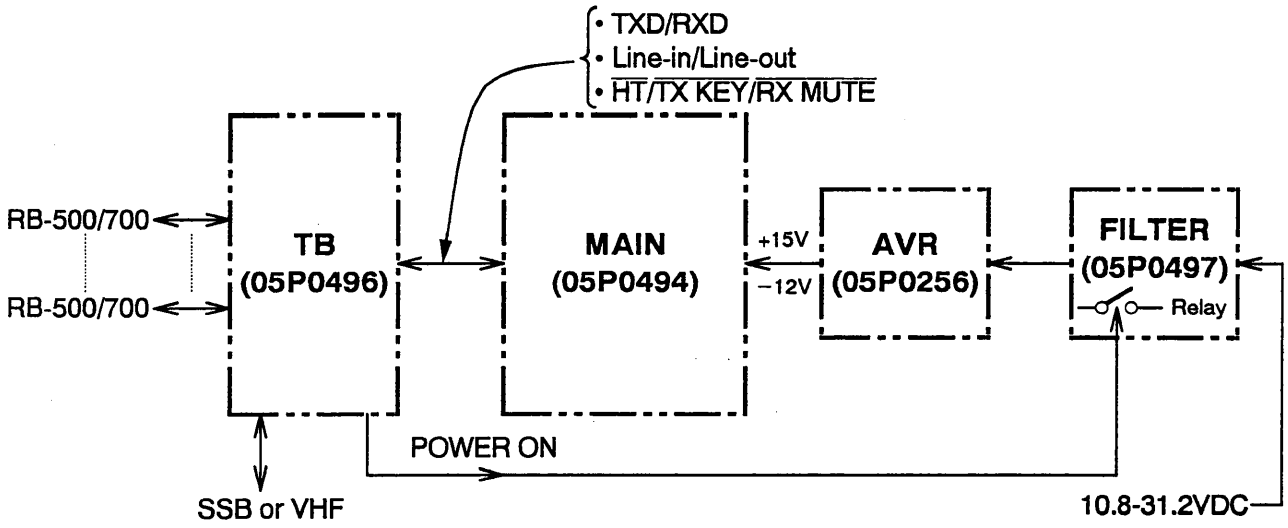 • TXD/RXD
• Line-in/Line-out
• HT/TX KEY/RX MUTE
RB-500/700
RB-500/700
TB
(05P0496)
MAIN
(05P0494)
+15V
−12V
AVR
(05P0256)
FILTER
(05P0497)
Relay
POWER ON
SSB or VHF
10.8-31.2VDC